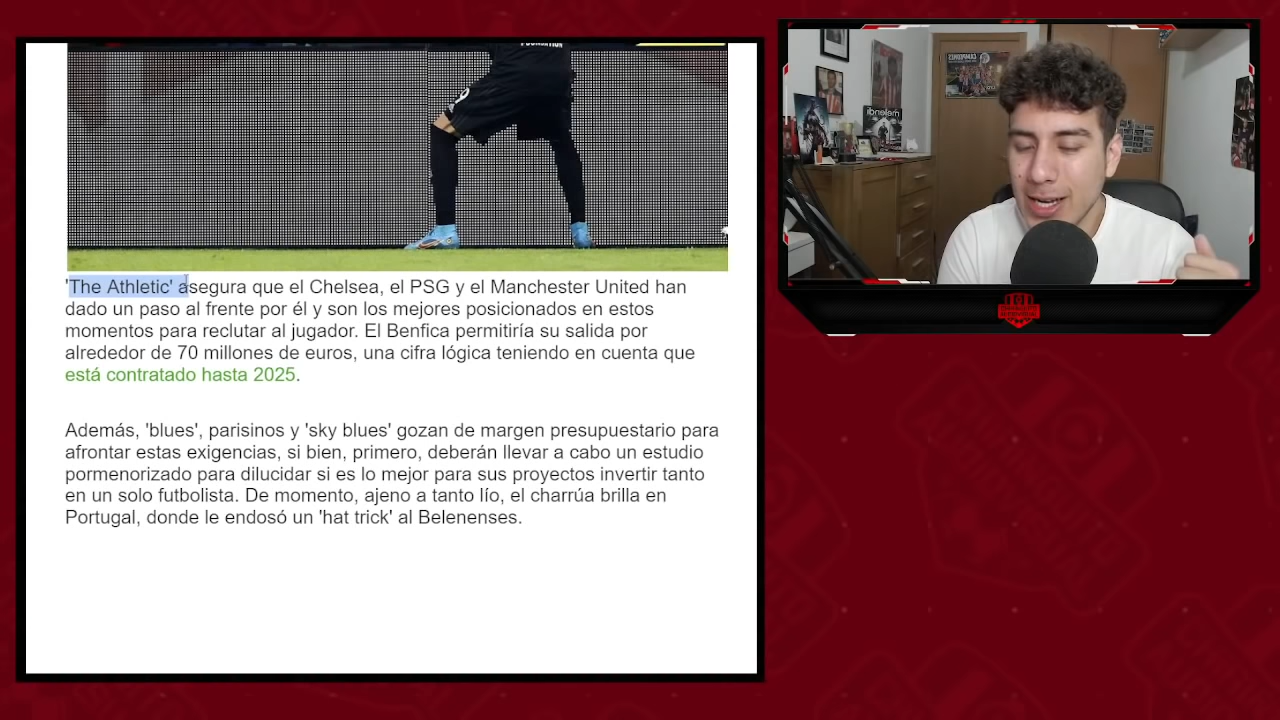 'The Athletic' asegura que el Chelsea, el PSG y el Manchester United han
dado un paso al frente por él y son los mejores posicionados en estos
momentos para reclutar al jugador. El Benfica permitiría su salida por
alrededor de 70 millones de euros, una cifra lógica teniendo en cuenta que
está contratado hasta 2025.
Además, 'blues', parisinos y 'sky blues' gozan de margen presupuestario para
afrontar estas exigencias, si bien, primero, deberán llevar a cabo un estudio
pormenorizado para dilucidar si es lo mejor para sus proyectos invertir tanto
en un solo futbolista. De momento, ajeno a tanto lío, el charrúa brilla en
Portugal, donde le endosó un 'hat trick' al Belenenses.